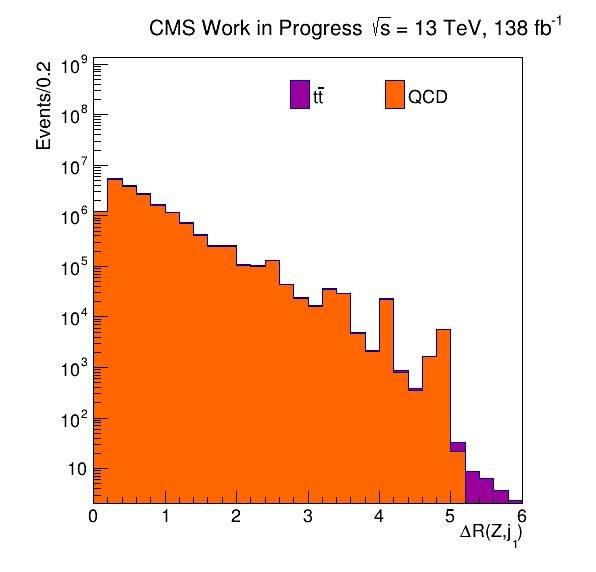 CMS Work in Progress √s = 13 TeV, 138 fb⁻¹
Events/0.2
tt̅ QCD
10⁹
10⁸
10⁷
10⁶
10⁵
10⁴
10³
10²
10
0 1 2 3 4 5 6
ΔR(Z,j₁)